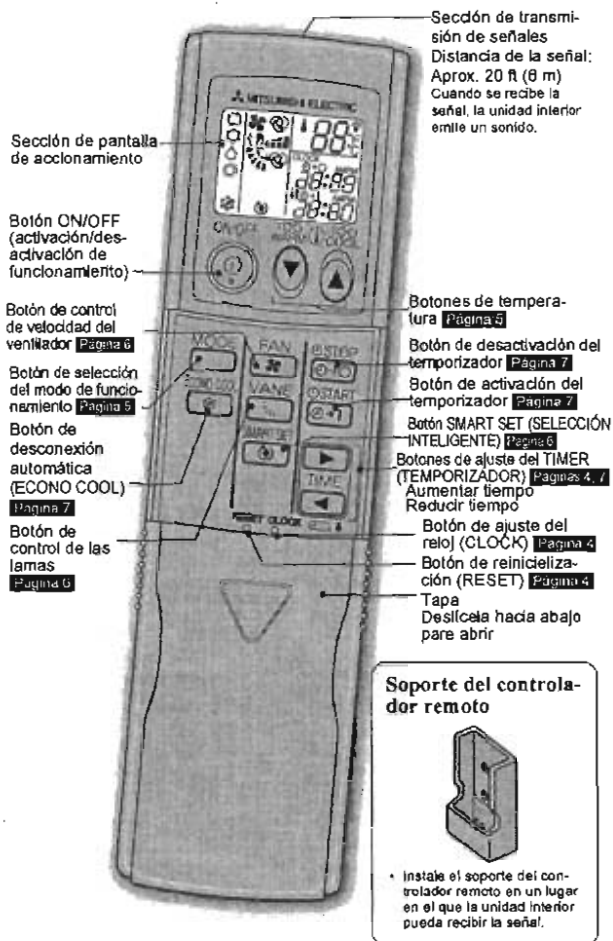 Sección de transmi-
sión de señales
Distancia de la señal:
Aprox. 20 ft (6 m)
Cuando se recibe la
señal, la unidad interior
emite un sonido.
MITSUBISHI ELECTRIC
Sección de pantalla
de accionamiento
CLOCK
ON/OFF
Botón ON/OFF
(activación/des-
activación de
funcionamiento)
Botones de tempera-
tura Página 5
Botón de control
de velocidad del
ventilador Página 6
MODE
FAN
STOP
Botón de desactivación del
temporizador Página 7
Botón de selección
del modo de funcio-
namiento Página 5
ECONO COOL
VANE
START
Botón de activación del
temporizador Página 7
Botón de
desconexión
automática
(ECONO COOL)
Página 7
SMART SET
Botón SMART SET (SELECCIÓN
INTELIGENTE) Página 6
TIME
Botones de ajuste del TIMER
(TEMPORIZADOR) Páginas 4, 7
Aumentar tiempo
Reducir tiempo
Botón de
control de las
lamas
Página 6
RESET CLOCK
Botón de ajuste del
reloj (CLOCK) Página 4
Botón de reinicieliza-
ción (RESET) Página 4
Tapa
Deslícela hacia abajo
pare abrir
Soporte del controla-
dor remoto
• Instale el soporte del con-
trolador remoto en un lugar
en el que la unidad interior
pueda recibir la señal.